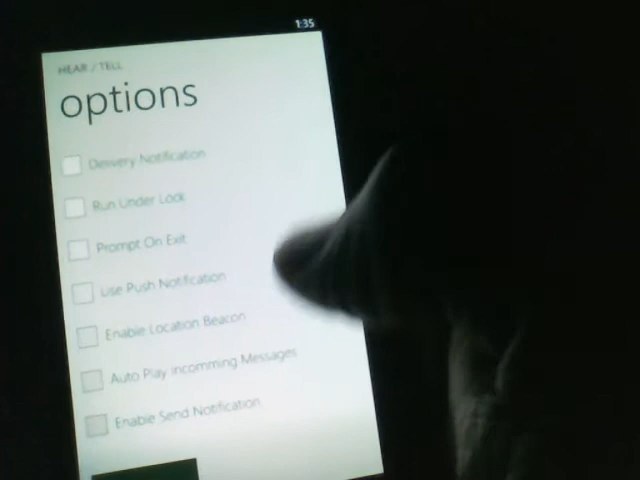 1:35
HEAR / TELL
options
Delivery Notification
Run Under Lock
Prompt On Exit
Use Push Notification
Enable Location Beacon
Auto Play incomming Messages
Enable Send Notification